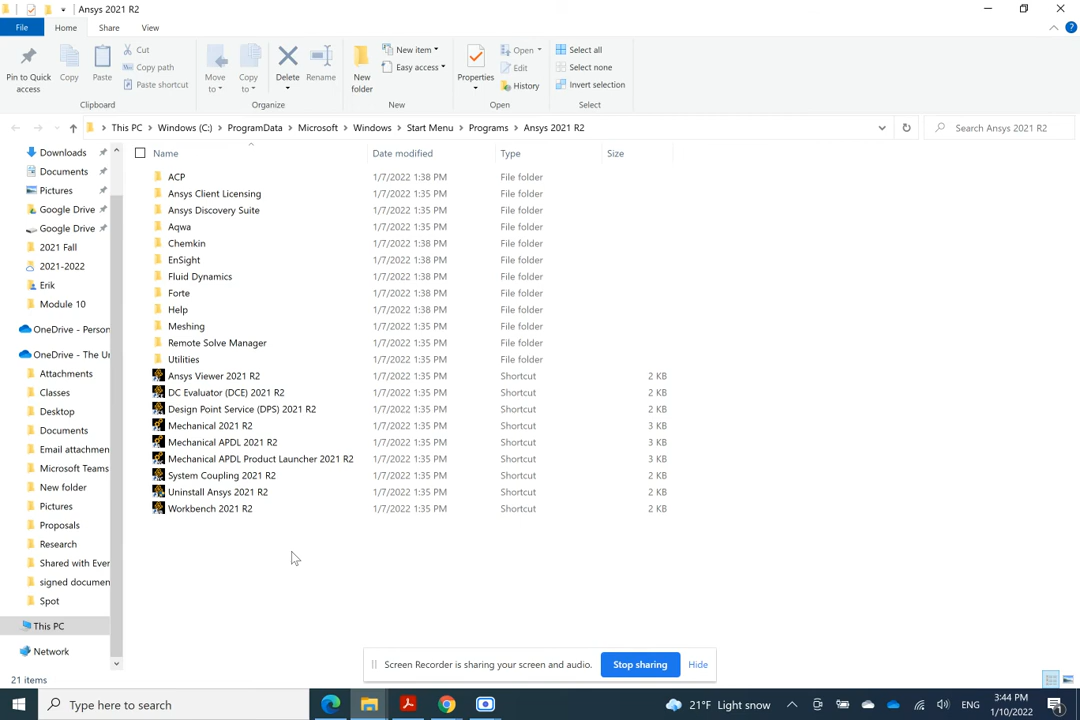 Ansys 2021 R2
File Home Share View
Pin to Quick access
Copy
Paste
Cut
Copy path
Paste shortcut
Clipboard
Move to
Copy to
Delete
Rename
Organize
New folder
New item
Easy access
New
Properties
Open
Edit
History
Open
Select all
Select none
Invert selection
Select
This PC > Windows (C:) > ProgramData > Microsoft > Windows > Start Menu > Programs > Ansys 2021 R2
Search Ansys 2021 R2
Downloads
Documents
Pictures
Google Drive
Google Drive
2021 Fall
2021-2022
Erik
Module 10
OneDrive - Person
OneDrive - The Un
Attachments
Classes
Desktop
Documents
Email attachmen
Microsoft Teams
New folder
Pictures
Proposals
Research
Shared with Ever
signed documen
Spot
This PC
Network
Name Date modified Type Size
ACP 1/7/2022 1:38 PM File folder
Ansys Client Licensing 1/7/2022 1:35 PM File folder
Ansys Discovery Suite 1/7/2022 1:35 PM File folder
Aqwa 1/7/2022 1:35 PM File folder
Chemkin 1/7/2022 1:38 PM File folder
EnSight 1/7/2022 1:38 PM File folder
Fluid Dynamics 1/7/2022 1:38 PM File folder
Forte 1/7/2022 1:38 PM File folder
Help 1/7/2022 1:38 PM File folder
Meshing 1/7/2022 1:35 PM File folder
Remote Solve Manager 1/7/2022 1:35 PM File folder
Utilities 1/7/2022 1:35 PM File folder
Ansys Viewer 2021 R2 1/7/2022 1:35 PM Shortcut 2 KB
DC Evaluator (DCE) 2021 R2 1/7/2022 1:35 PM Shortcut 2 KB
Design Point Service (DPS) 2021 R2 1/7/2022 1:35 PM Shortcut 2 KB
Mechanical 2021 R2 1/7/2022 1:35 PM Shortcut 3 KB
Mechanical APDL 2021 R2 1/7/2022 1:35 PM Shortcut 3 KB
Mechanical APDL Product Launcher 2021 R2 1/7/2022 1:35 PM Shortcut 3 KB
System Coupling 2021 R2 1/7/2022 1:35 PM Shortcut 2 KB
Uninstall Ansys 2021 R2 1/7/2022 1:35 PM Shortcut 2 KB
Workbench 2021 R2 1/7/2022 1:35 PM Shortcut 2 KB
Screen Recorder is sharing your screen and audio. Stop sharing Hide
21 items
Type here to search
21°F Light snow
ENG
3:44 PM
1/10/2022
1